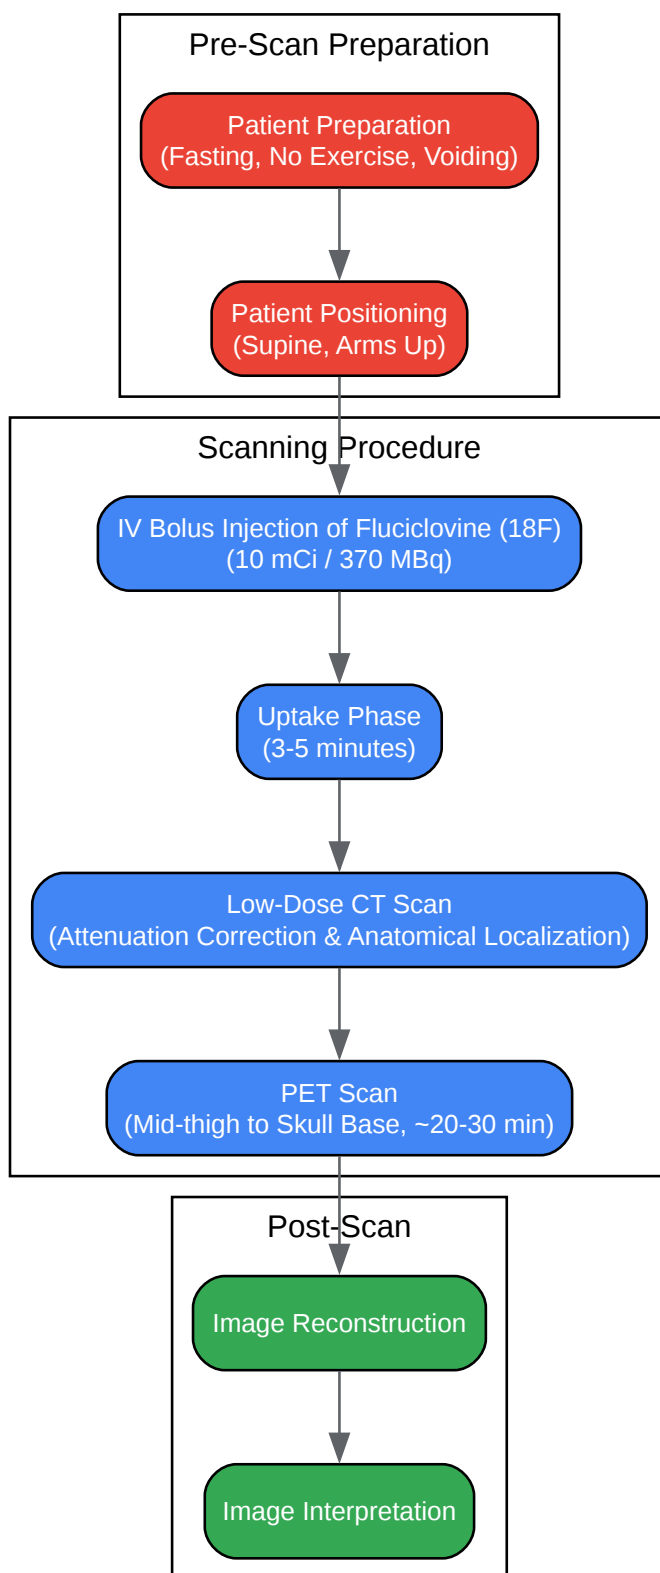 Pre-Scan Preparation
Patient Preparation
(Fasting, No Exercise, Voiding)
Patient Positioning
(Supine, Arms Up)
Scanning Procedure
IV Bolus Injection of Fluciclovine (18F)
(10 mCi / 370 MBq)
Uptake Phase
(3-5 minutes)
Low-Dose CT Scan
(Attenuation Correction & Anatomical Localization)
PET Scan
(Mid-thigh to Skull Base, ~20-30 min)
Post-Scan
Image Reconstruction
Image Interpretation